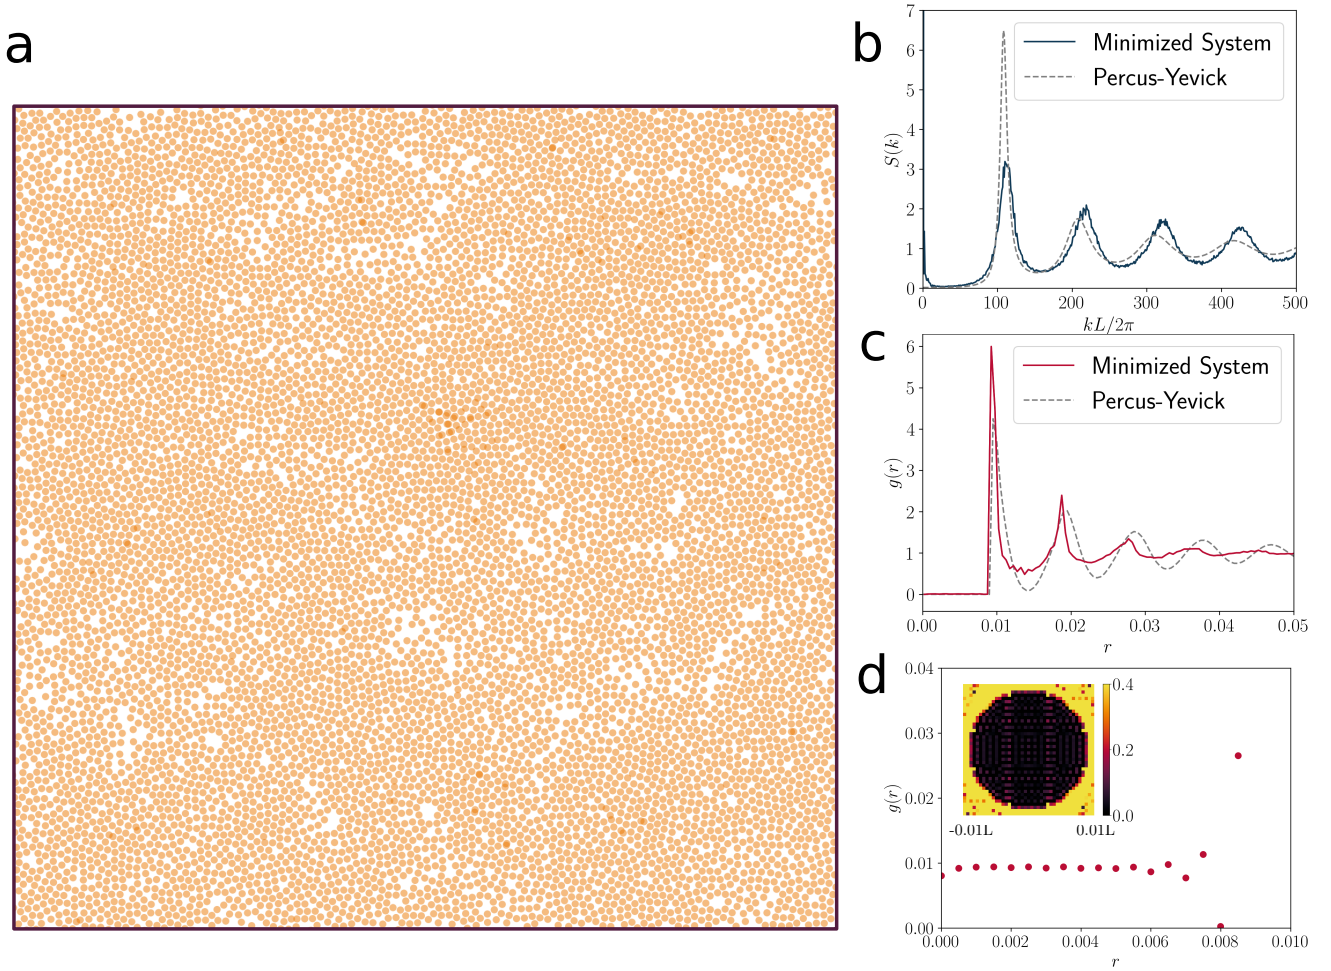 a
b
7
6
5
4
3
2
1
0
S(k)
Minimized System
Percus-Yevick
0 100 200 300 400 500
kL/2π
c
6
5
4
3
2
1
0
g(r)
Minimized System
Percus-Yevick
0.00 0.01 0.02 0.03 0.04 0.05
r
d
0.04
0.03
0.02
0.01
0.00
g(r)
0.4
0.2
0.0
-0.01L 0.01L
0.000 0.002 0.004 0.006 0.008 0.010
r